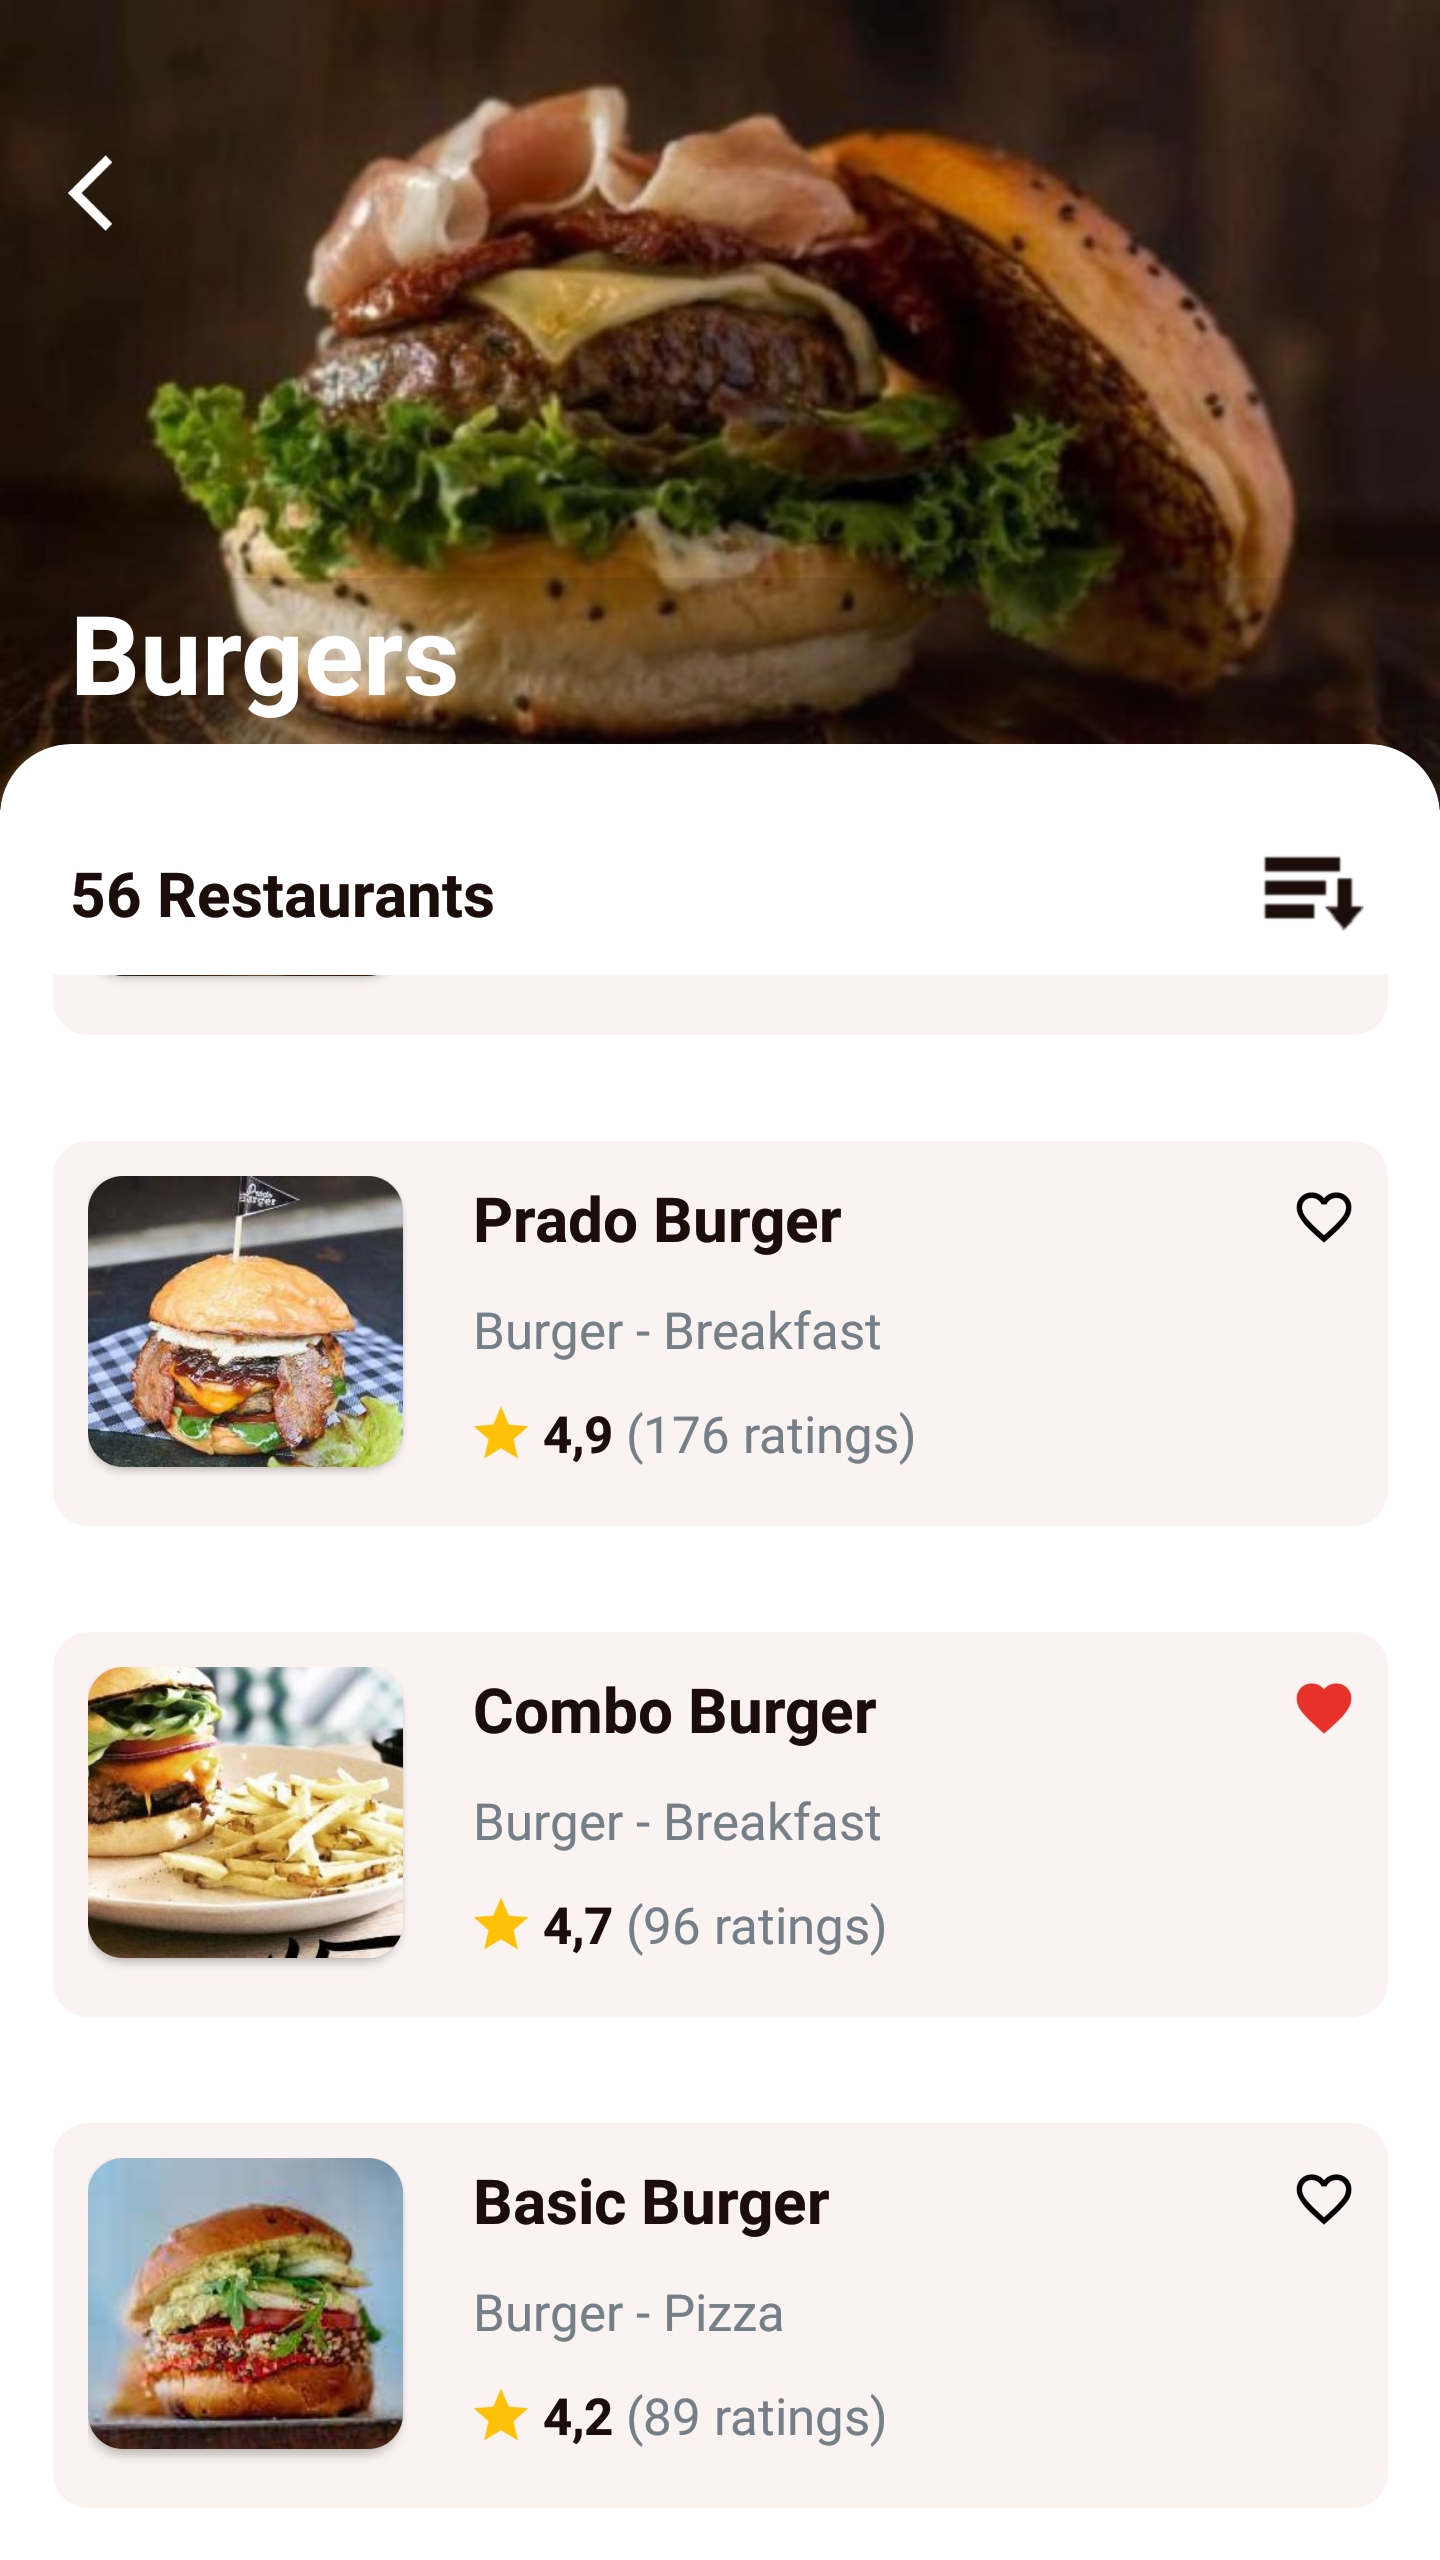 Burgers
56 Restaurants
Prado Burger
Burger - Breakfast
4,9 (176 ratings)
Combo Burger
Burger - Breakfast
4,7 (96 ratings)
Basic Burger
Burger - Pizza
4,2 (89 ratings)